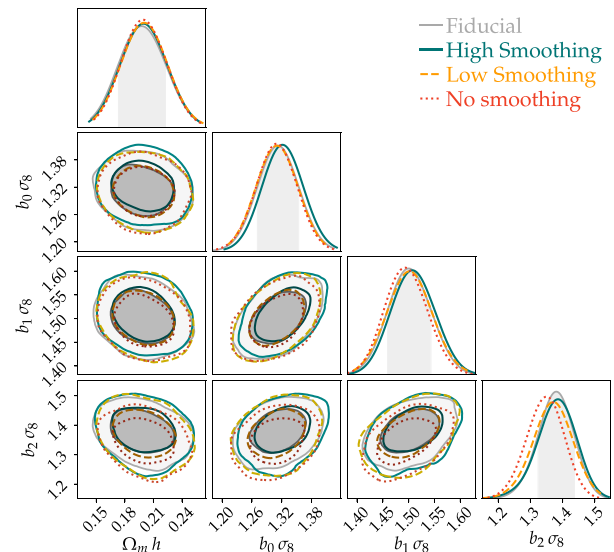 Fiducial
High Smoothing
Low Smoothing
No smoothing
1.38
1.32
1.26
1.20
b₀ σ₈
1.60
1.55
1.50
1.45
1.40
b₁ σ₈
1.5
1.4
1.3
1.2
b₂ σ₈
0.15 0.18 0.21 0.24
1.20 1.26 1.32 1.38
1.40 1.45 1.50 1.55 1.60
1.2 1.3 1.4 1.5
Ωₘ h
b₀ σ₈
b₁ σ₈
b₂ σ₈